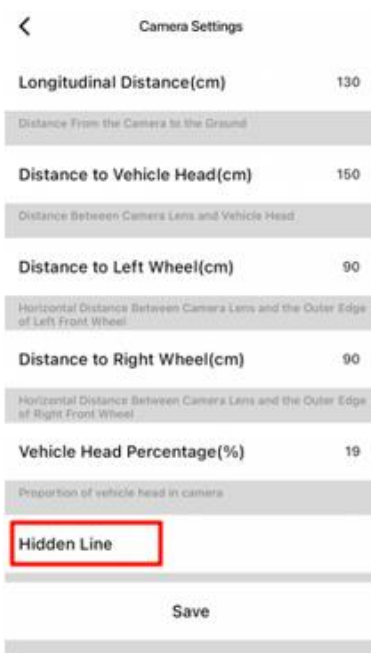 Camera Settings
Longitudinal Distance(cm) 130
Distance From the Camera to the Ground
Distance to Vehicle Head(cm) 150
Distance Between Camera Lens and Vehicle Head
Distance to Left Wheel(cm) 90
Horizontal Distance Between Camera Lens and the Outer Edge
of Left Front Wheel
Distance to Right Wheel(cm) 90
Horizontal Distance Between Camera Lens and the Outer Edge
of Right Front Wheel
Vehicle Head Percentage(%) 19
Proportion of vehicle head in camera
Hidden Line
Save